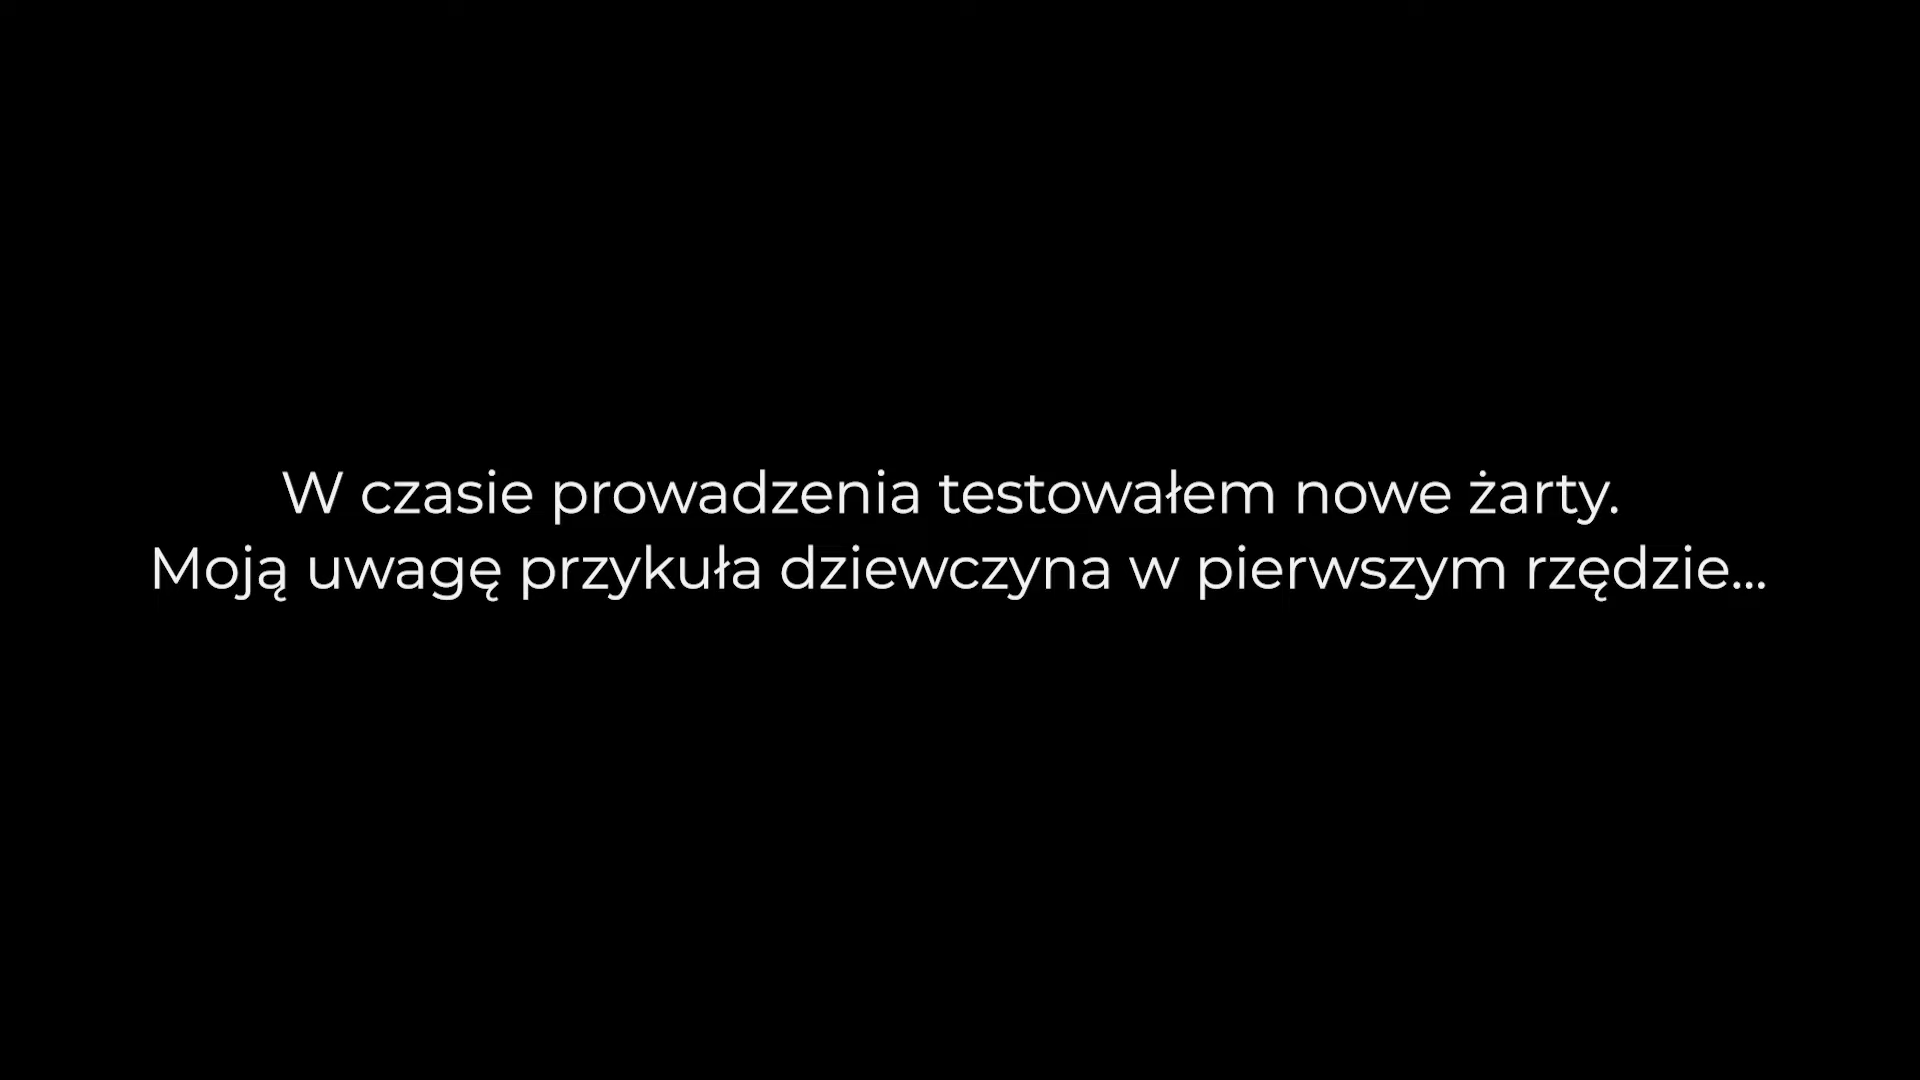 W czasie prowadzenia testowałem nowe żarty.
Moją uwagę przykuła dziewczyna w pierwszym rzędzie...